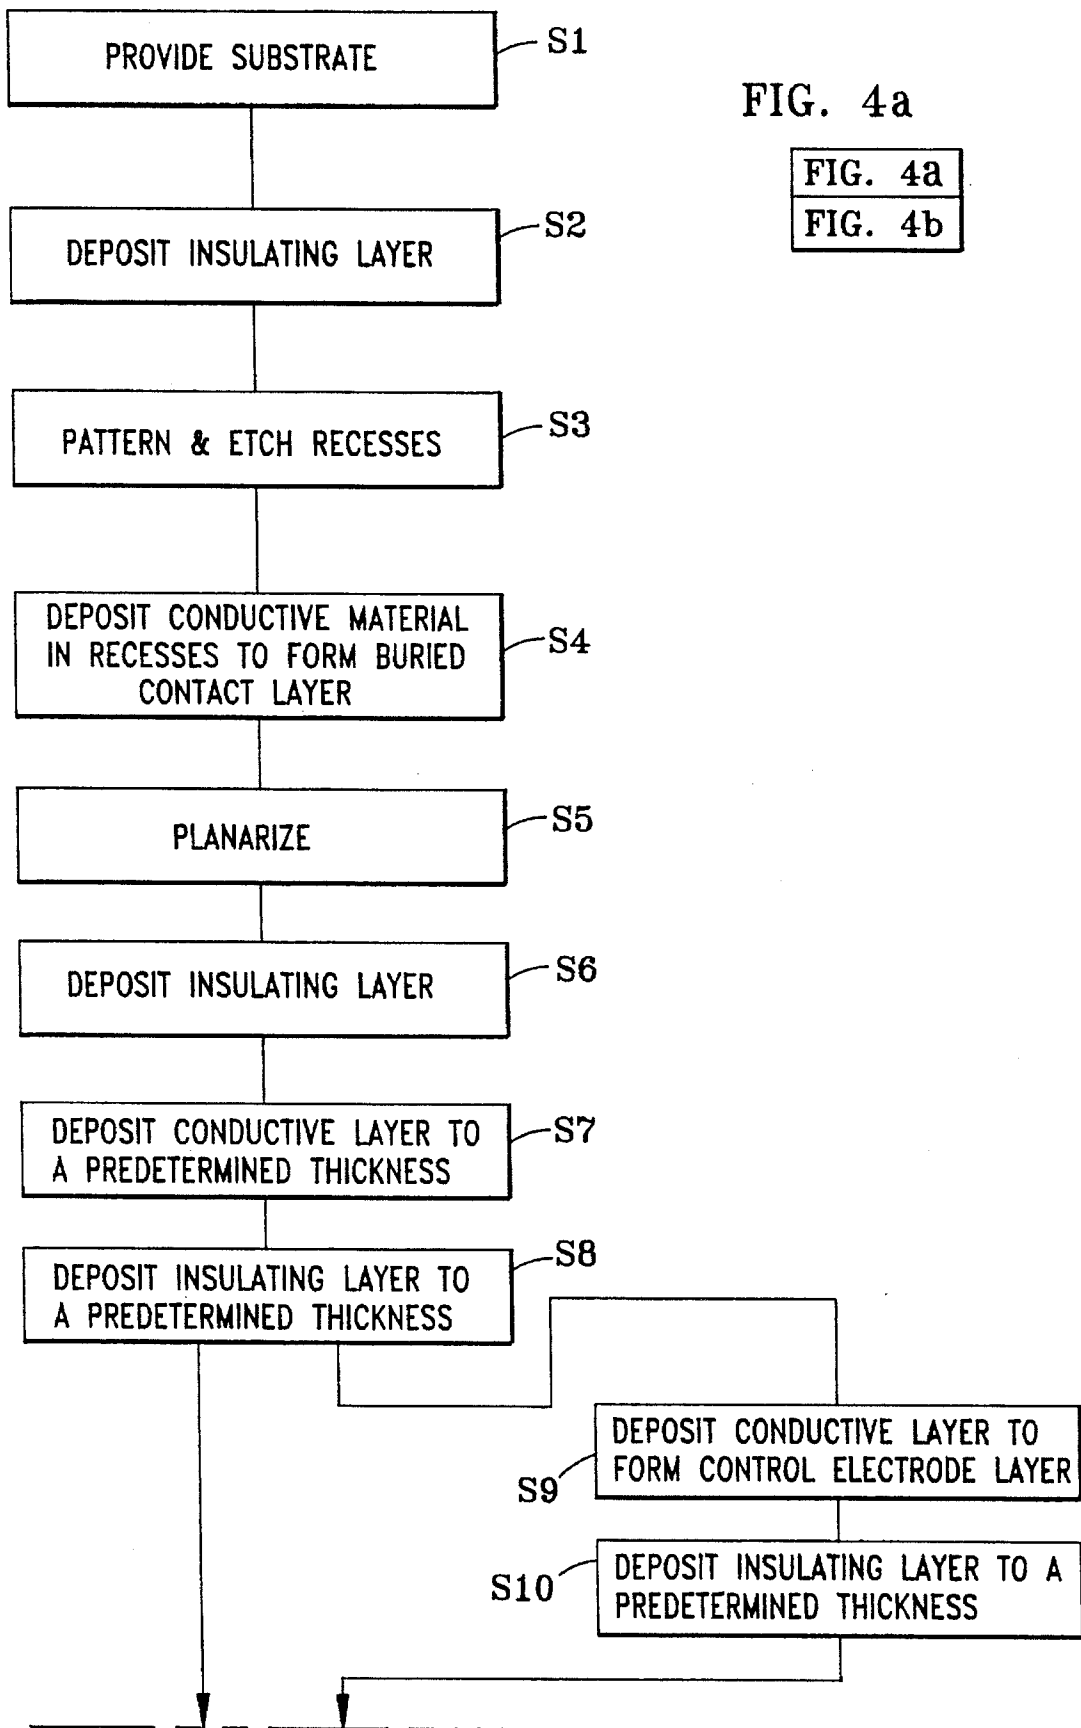 PROVIDE SUBSTRATE
S1
FIG. 4a
FIG. 4a
FIG. 4b
DEPOSIT INSULATING LAYER
S2
PATTERN & ETCH RECESSES
S3
DEPOSIT CONDUCTIVE MATERIAL
IN RECESSES TO FORM BURIED
CONTACT LAYER
S4
PLANARIZE
S5
DEPOSIT INSULATING LAYER
S6
DEPOSIT CONDUCTIVE LAYER TO
A PREDETERMINED THICKNESS
S7
DEPOSIT INSULATING LAYER TO
A PREDETERMINED THICKNESS
S8
DEPOSIT CONDUCTIVE LAYER TO
FORM CONTROL ELECTRODE LAYER
S9
DEPOSIT INSULATING LAYER TO A
PREDETERMINED THICKNESS
S10